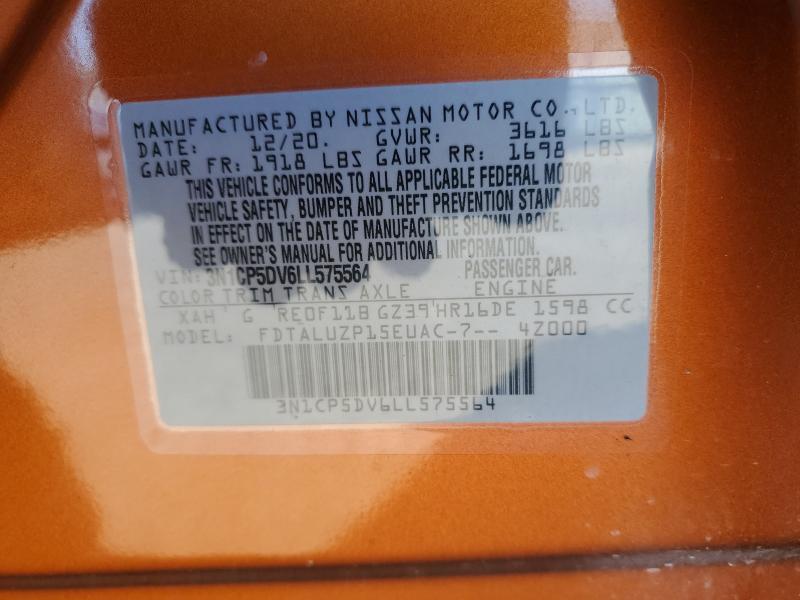 MANUFACTURED BY NISSAN MOTOR CO., LTD.
DATE: 12/20. GVWR: 3616 LBS
GAWR FR: 1918 LBS GAWR RR: 1698 LBS
THIS VEHICLE CONFORMS TO ALL APPLICABLE FEDERAL MOTOR
VEHICLE SAFETY, BUMPER AND THEFT PREVENTION STANDARDS
IN EFFECT ON THE DATE OF MANUFACTURE SHOWN ABOVE.
SEE OWNER'S MANUAL FOR ADDITIONAL INFORMATION.
VIN: 3N1CP5DV6LL575564 PASSENGER CAR.
COLOR TRIM TRANS AXLE ENGINE
XAH G RE0F11B GZ39 HR16DE 1598 CC
MODEL: FDTALUZP15EUAC-7-- 4Z000
3N1CP5DV6LL575564